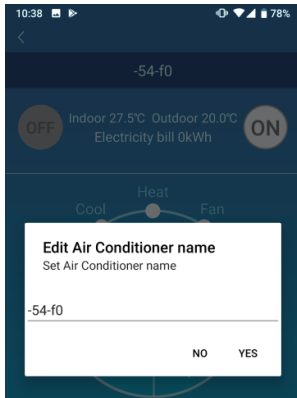 10:38 78%
-54-f0
OFF Indoor 27.5℃ Outdoor 20.0℃ ON
Electricity bill 0kWh
Heat
Cool Fan
Edit Air Conditioner name
Set Air Conditioner name
-54-f0
NO YES